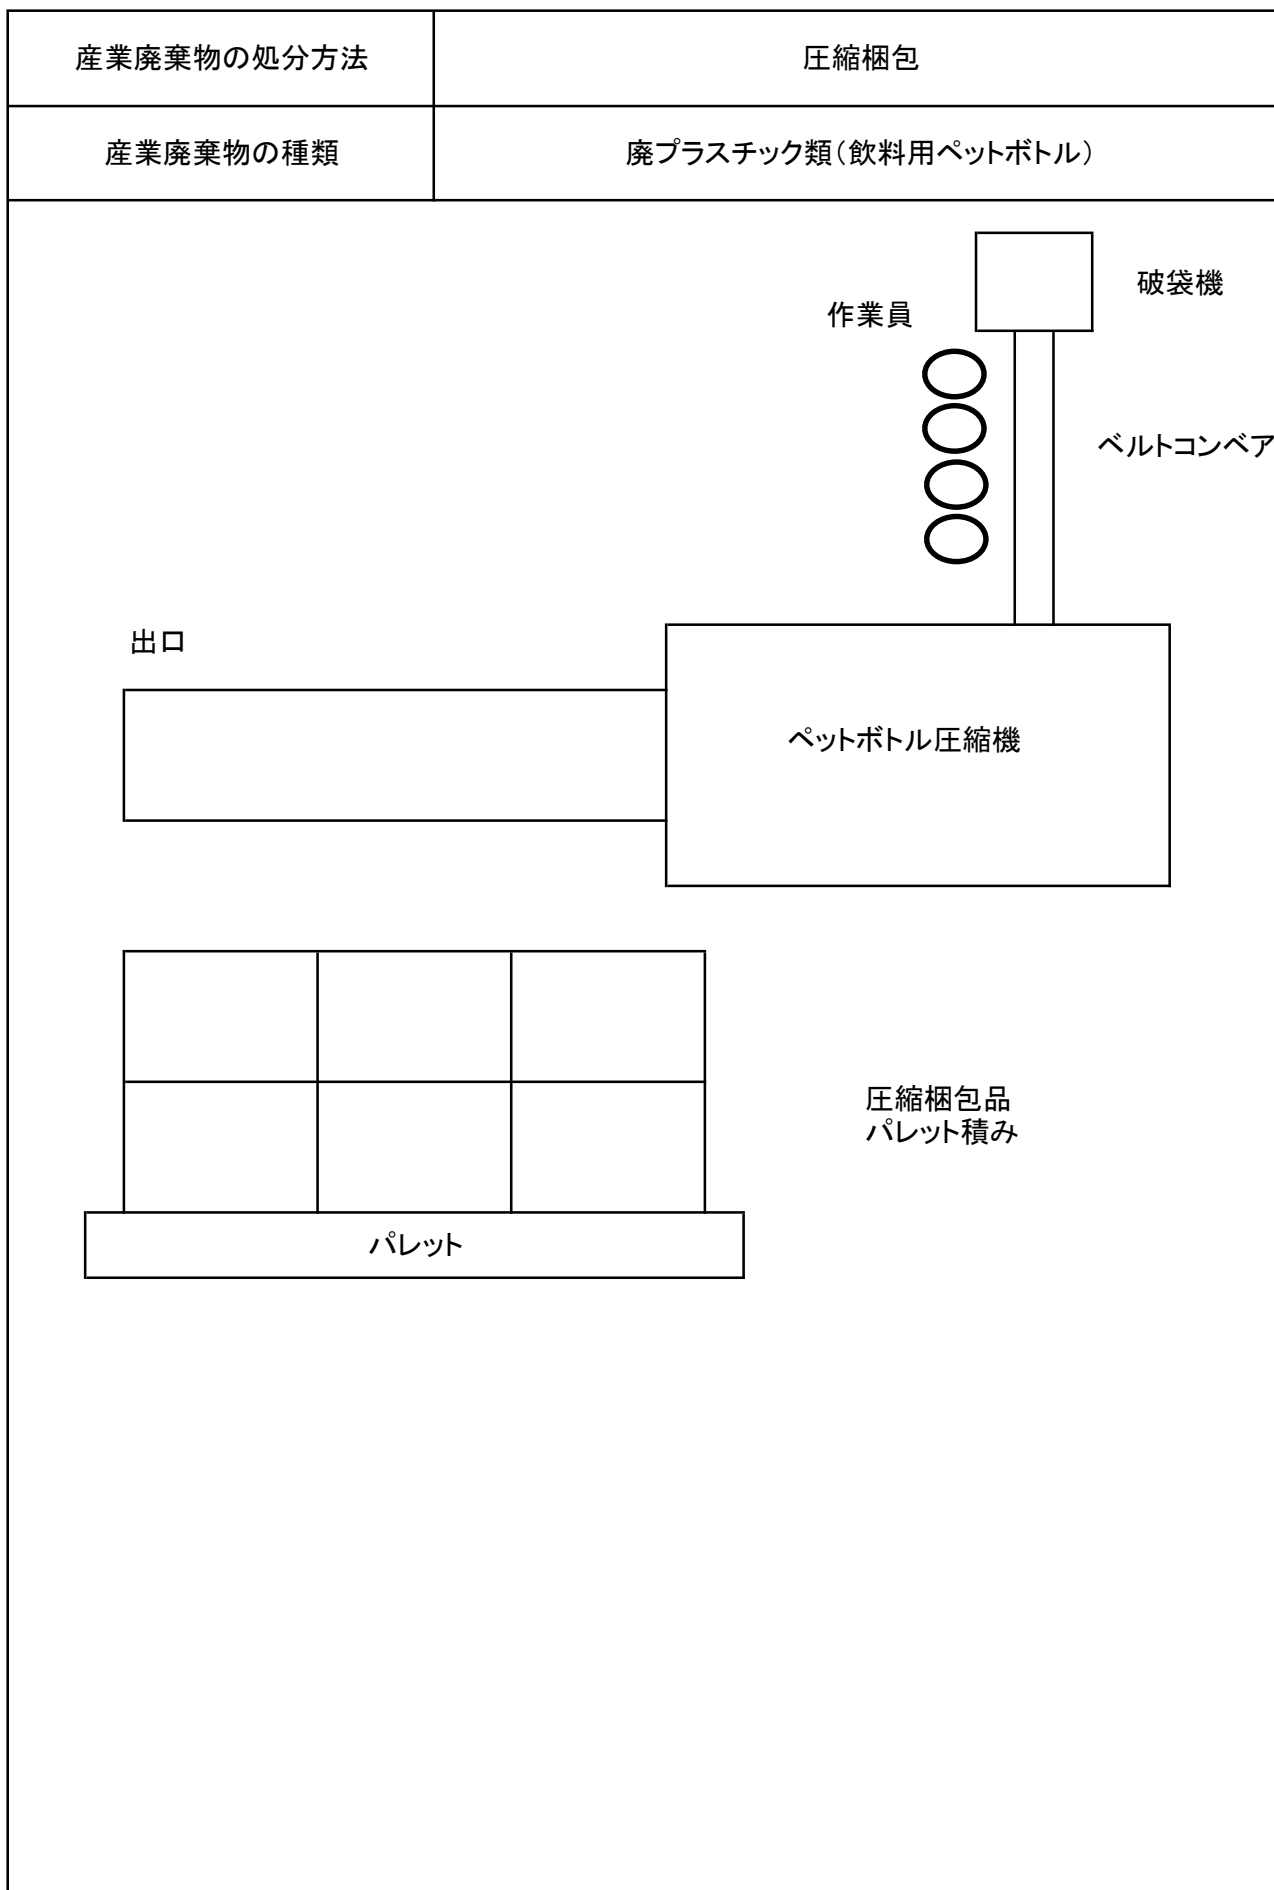 産業廃棄物の処分方法
圧縮梱包
産業廃棄物の種類
廃プラスチック類（飲料用ペットボトル）
破袋機
作業員
ベルトコンベア
出口
ペットボトル圧縮機
圧縮梱包品
パレット積み
パレット